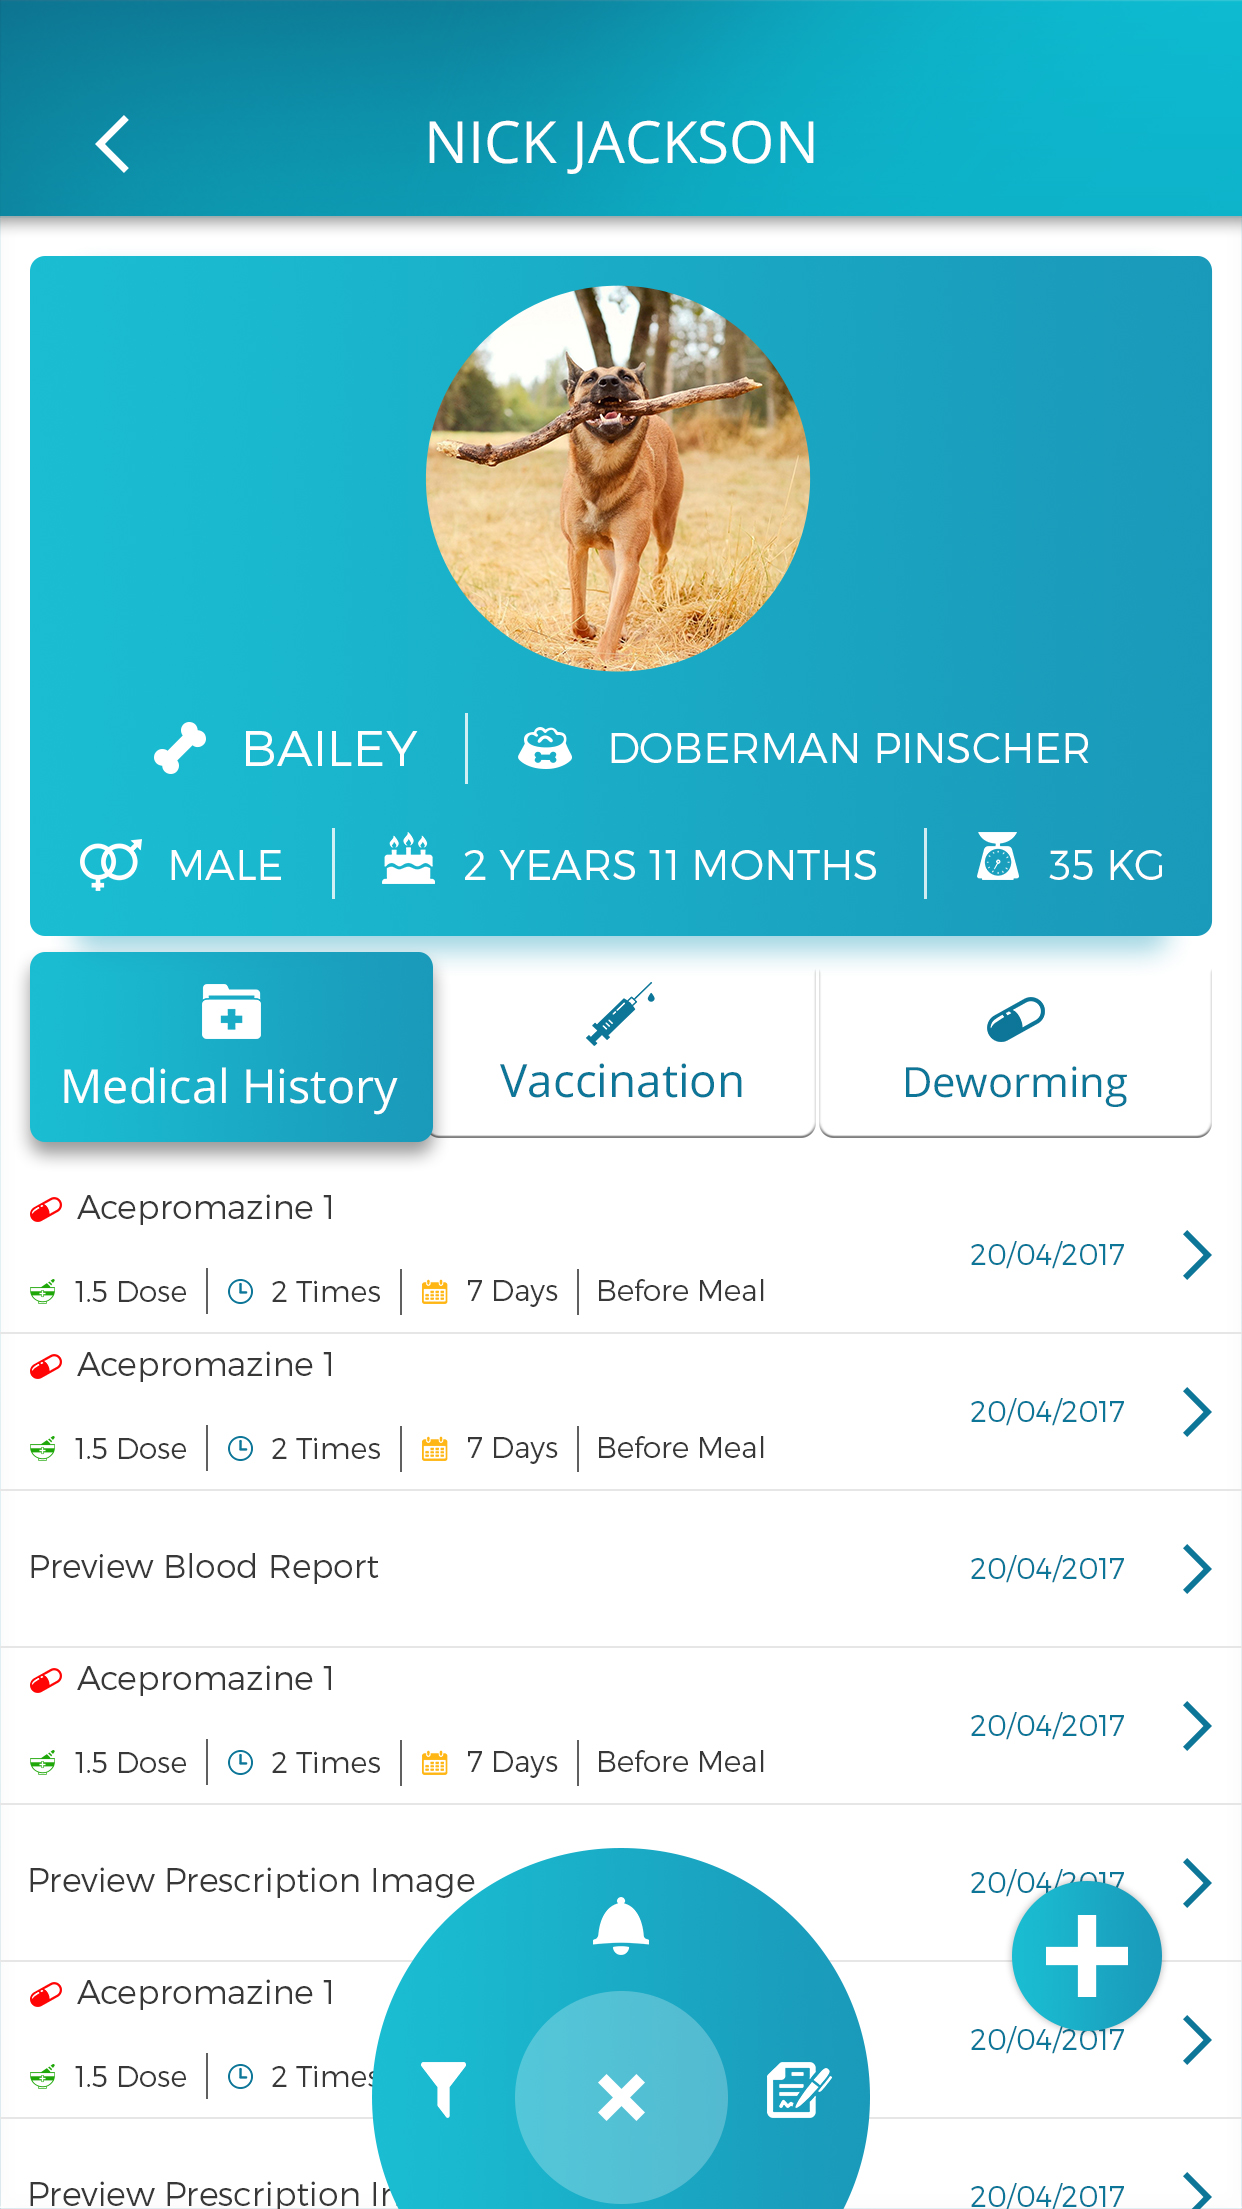 NICK JACKSON
BAILEY DOBERMAN PINSCHER
MALE 2 YEARS 11 MONTHS 35 KG
Medical History Vaccination Deworming
Acepromazine 1
20/04/2017
1.5 Dose 2 Times 7 Days Before Meal
Acepromazine 1
20/04/2017
1.5 Dose 2 Times 7 Days Before Meal
Preview Blood Report 20/04/2017
Acepromazine 1
20/04/2017
1.5 Dose 2 Times 7 Days Before Meal
Preview Prescription Image 20/04/2017
Acepromazine 1
20/04/2017
1.5 Dose 2 Times
Preview Prescription 20/04/2017